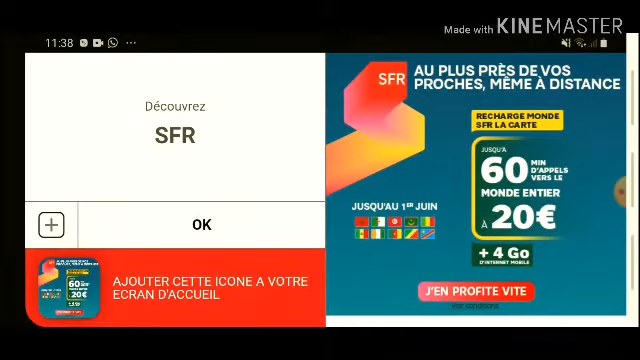 Made with KINEMASTER
11:38
Découvrez
SFR
OK
AJOUTER CETTE ICONE A VOTRE
ECRAN D'ACCUEIL
SFR
AU PLUS PRÈS DE VOS
PROCHES, MÊME À DISTANCE
RECHARGE MONDE
SFR LA CARTE
JUSQU'À
60 MIN
D'APPELS
VERS LE
MONDE ENTIER
À 20€
+ 4 Go
D'INTERNET MOBILE
JUSQU'AU 1ER JUIN
J'EN PROFITE VITE
Voir conditions